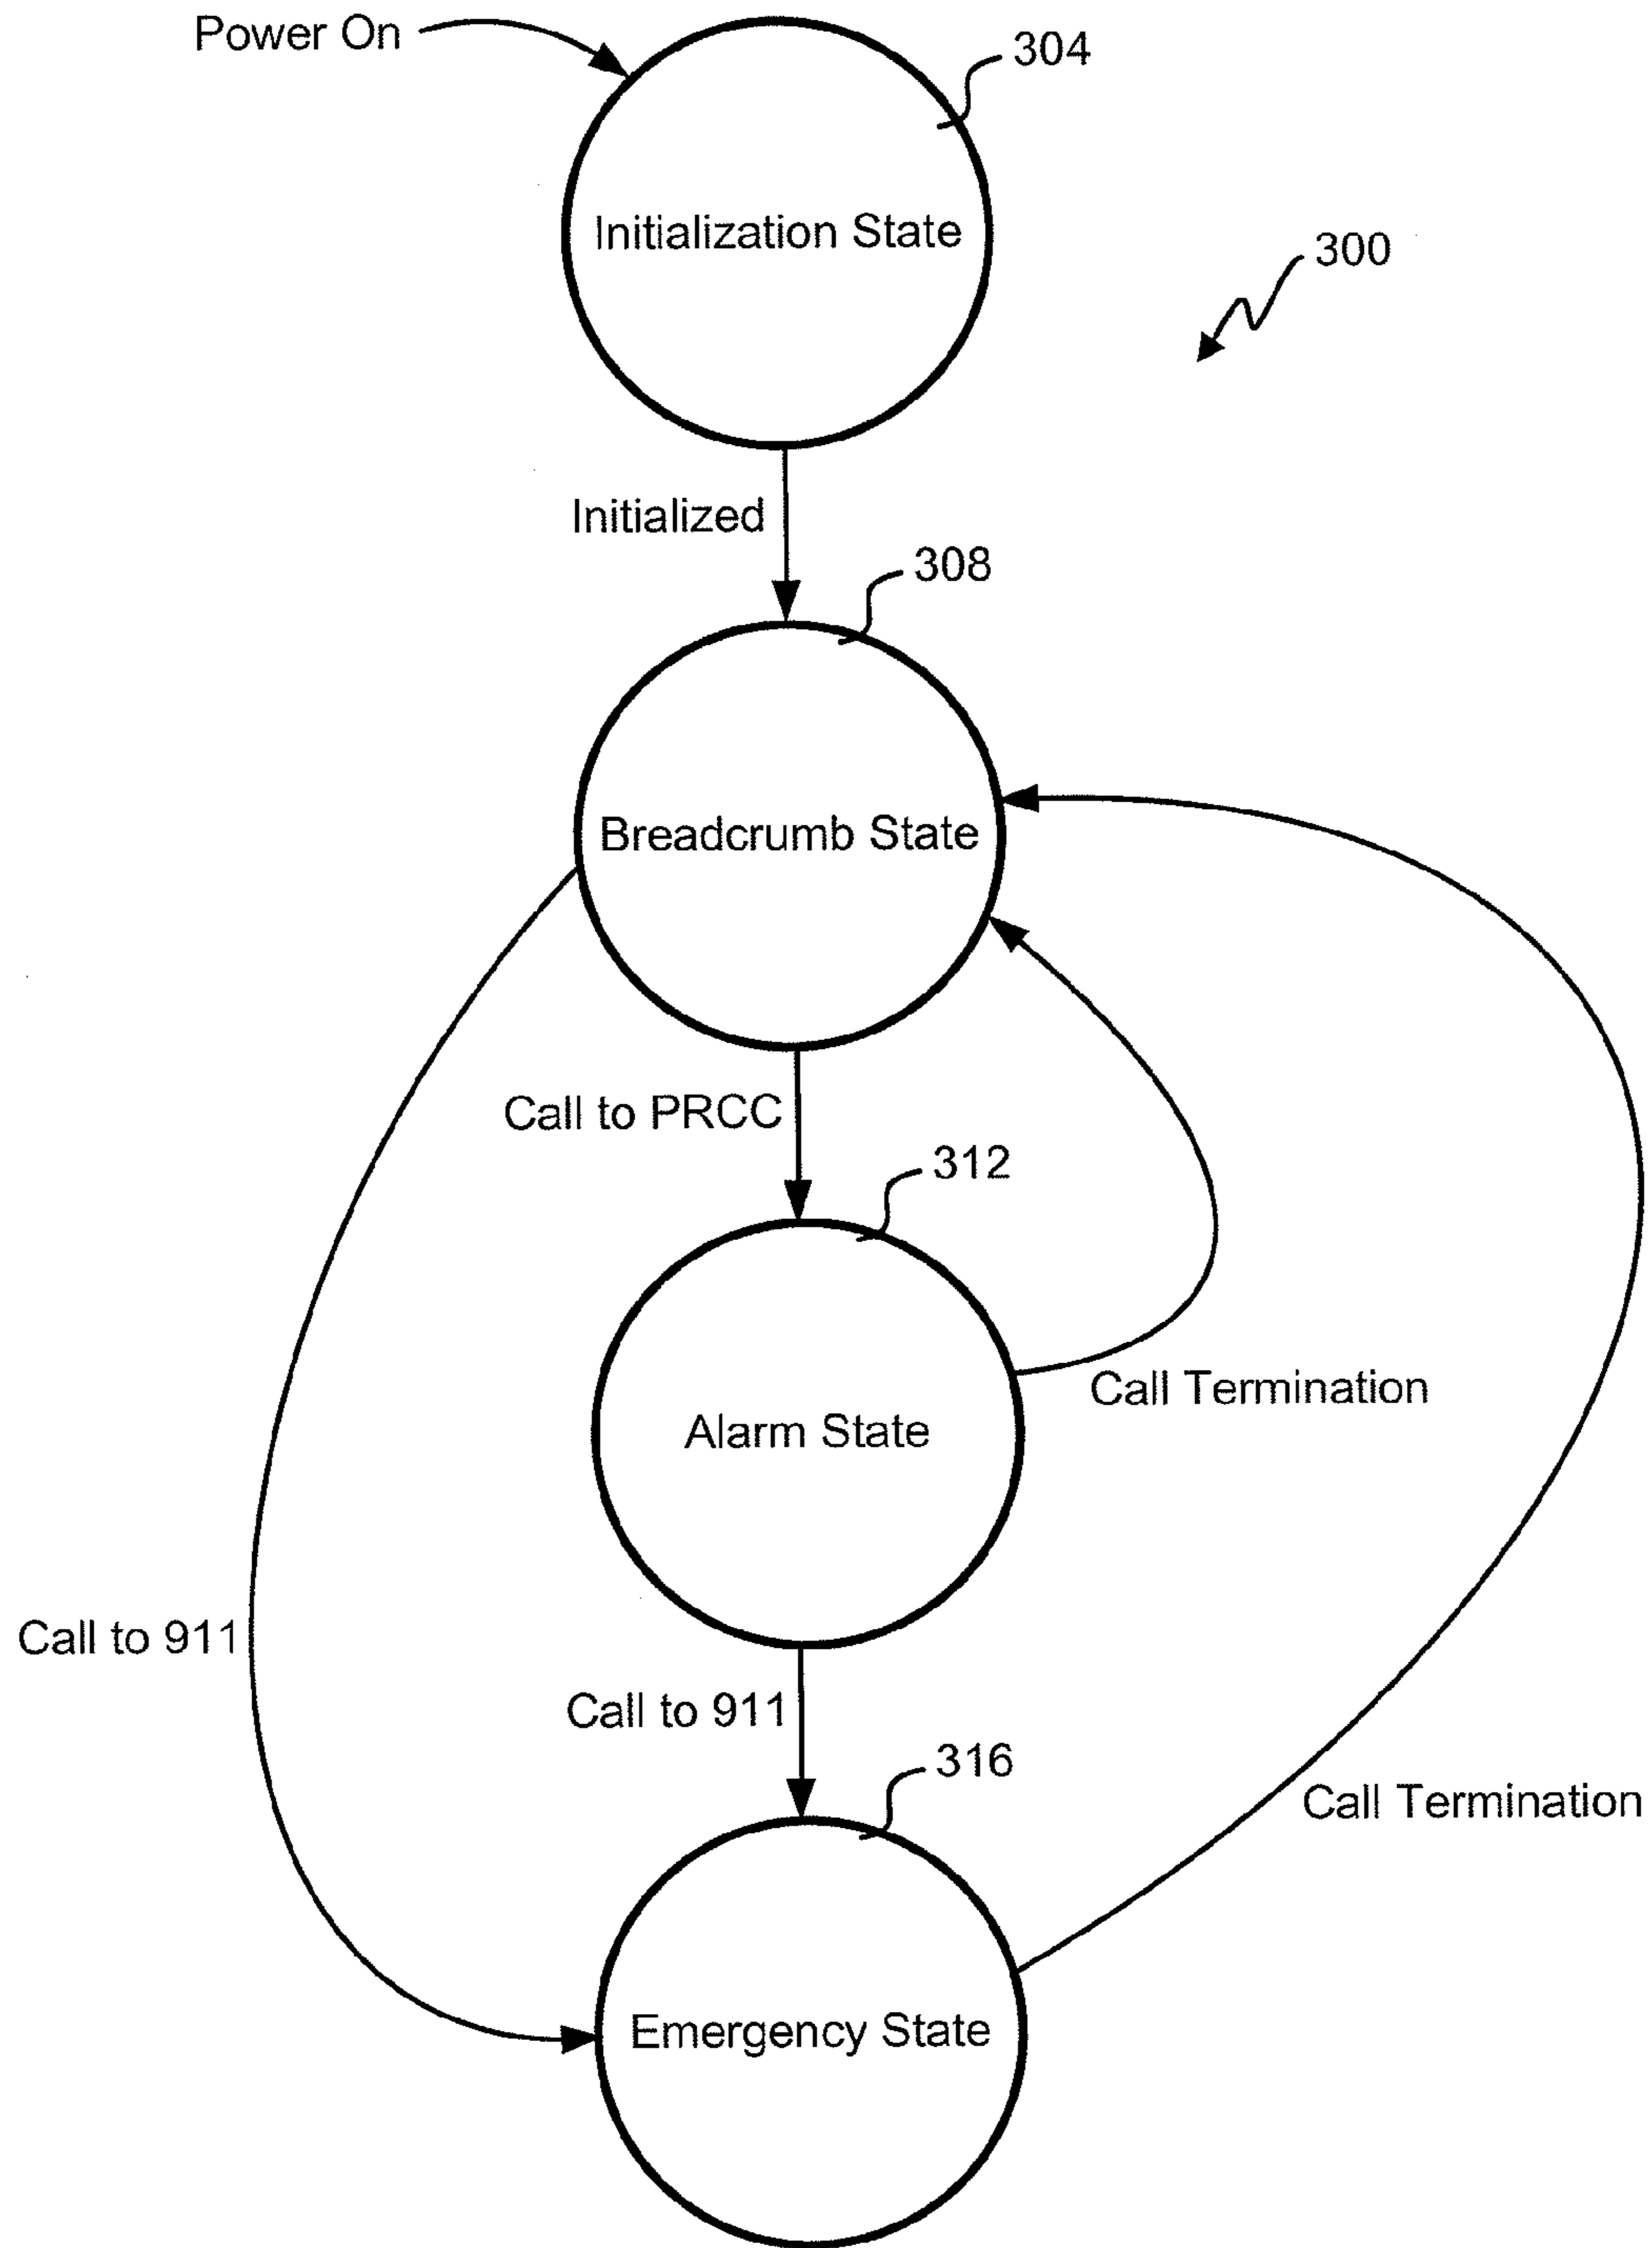 Power On
304
Initialization State
300
Initialized
308
Breadcrumb State
Call to PRCC
312
Call Termination
Alarm State
Call to 911
Call to 911
316
Call Termination
Emergency State